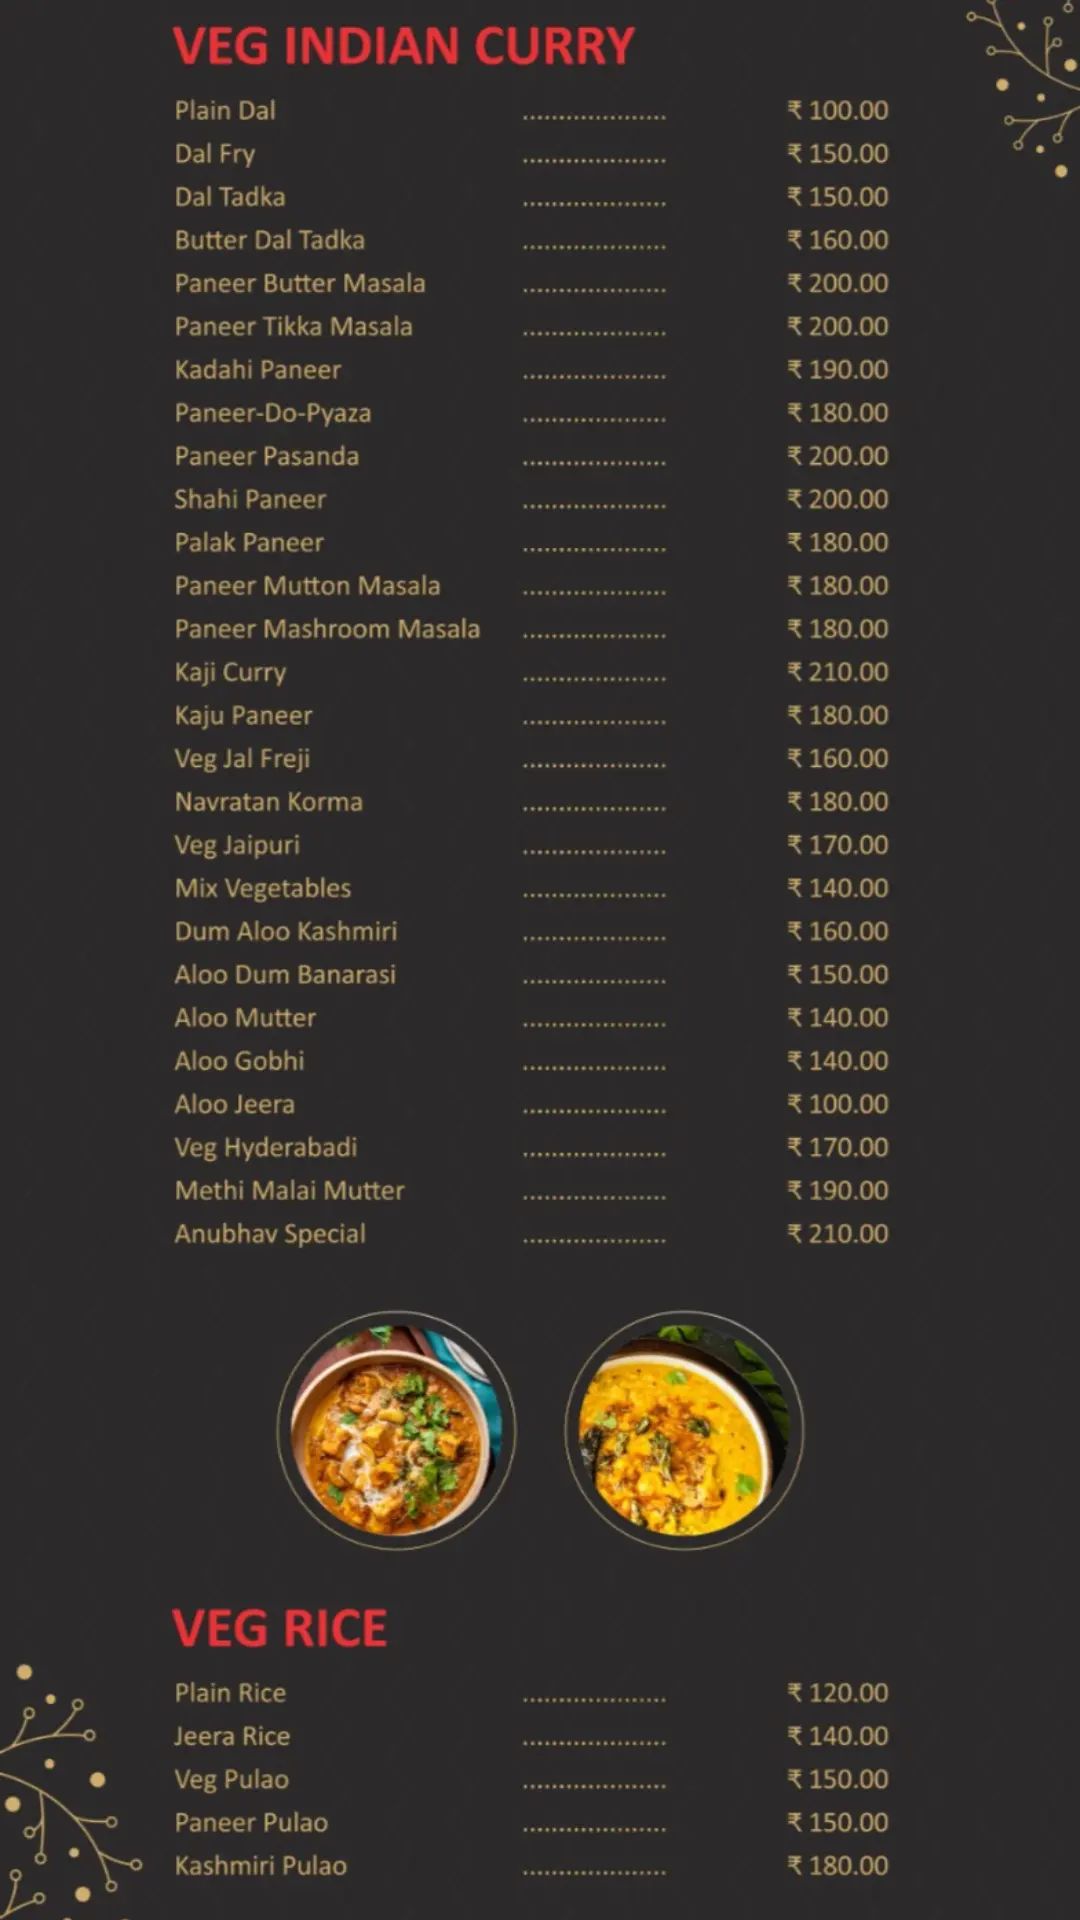 VEG INDIAN CURRY
Plain Dal .................... ₹ 100.00
Dal Fry .................... ₹ 150.00
Dal Tadka .................... ₹ 150.00
Butter Dal Tadka .................... ₹ 160.00
Paneer Butter Masala .................... ₹ 200.00
Paneer Tikka Masala .................... ₹ 200.00
Kadahi Paneer .................... ₹ 190.00
Paneer-Do-Pyaza .................... ₹ 180.00
Paneer Pasanda .................... ₹ 200.00
Shahi Paneer .................... ₹ 200.00
Palak Paneer .................... ₹ 180.00
Paneer Mutton Masala .................... ₹ 180.00
Paneer Mashroom Masala .................... ₹ 180.00
Kaji Curry .................... ₹ 210.00
Kaju Paneer .................... ₹ 180.00
Veg Jal Freji .................... ₹ 160.00
Navratan Korma .................... ₹ 180.00
Veg Jaipuri .................... ₹ 170.00
Mix Vegetables .................... ₹ 140.00
Dum Aloo Kashmiri .................... ₹ 160.00
Aloo Dum Banarasi .................... ₹ 150.00
Aloo Mutter .................... ₹ 140.00
Aloo Gobhi .................... ₹ 140.00
Aloo Jeera .................... ₹ 100.00
Veg Hyderabadi .................... ₹ 170.00
Methi Malai Mutter .................... ₹ 190.00
Anubhav Special .................... ₹ 210.00
VEG RICE
Plain Rice .................... ₹ 120.00
Jeera Rice .................... ₹ 140.00
Veg Pulao .................... ₹ 150.00
Paneer Pulao .................... ₹ 150.00
Kashmiri Pulao .................... ₹ 180.00